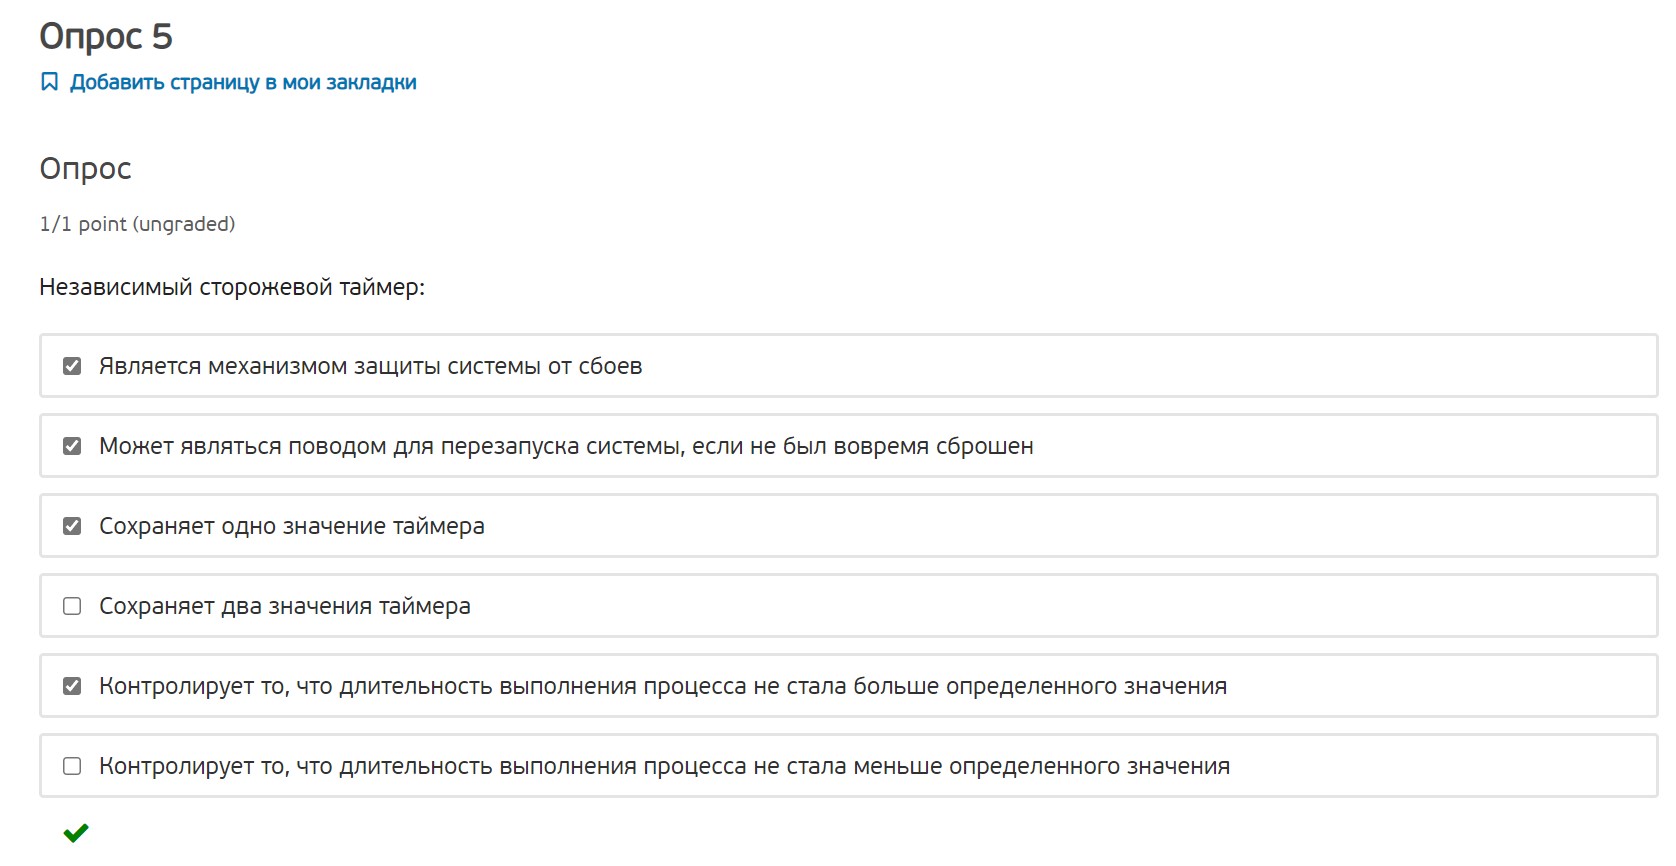 Опрос 5
Добавить страницу в мои закладки
Опрос
1/1 point (ungraded)
Независимый сторожевой таймер:
Является механизмом защиты системы от сбоев
Может являться поводом для перезапуска системы, если не был вовремя сброшен
Сохраняет одно значение таймера
Сохраняет два значения таймера
Контролирует то, что длительность выполнения процесса не стала больше определенного значения
Контролирует то, что длительность выполнения процесса не стала меньше определенного значения